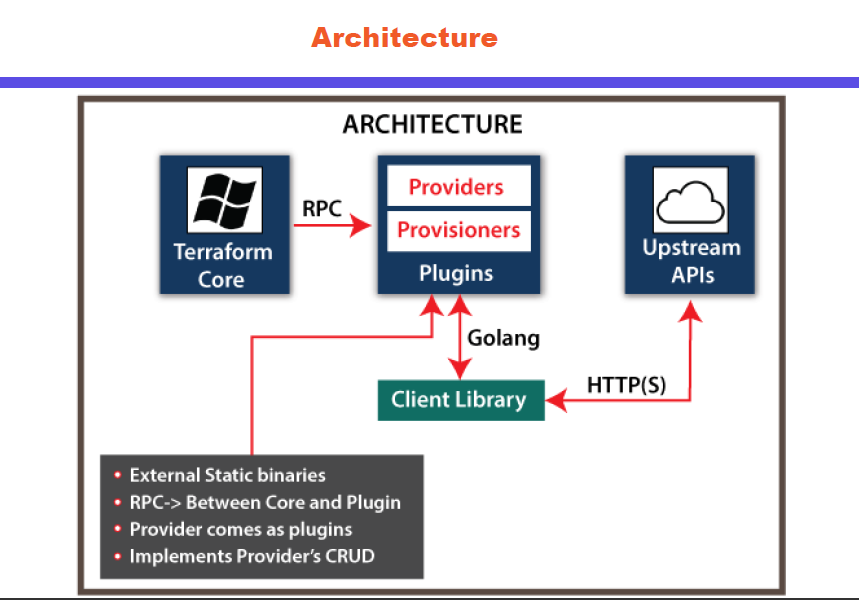 Architecture
ARCHITECTURE
Terraform
Core
RPC
Providers
Provisioners
Plugins
Upstream
APIs
Golang
Client Library
HTTP(S)
• External Static binaries
• RPC-> Between Core and Plugin
• Provider comes as plugins
• Implements Provider's CRUD